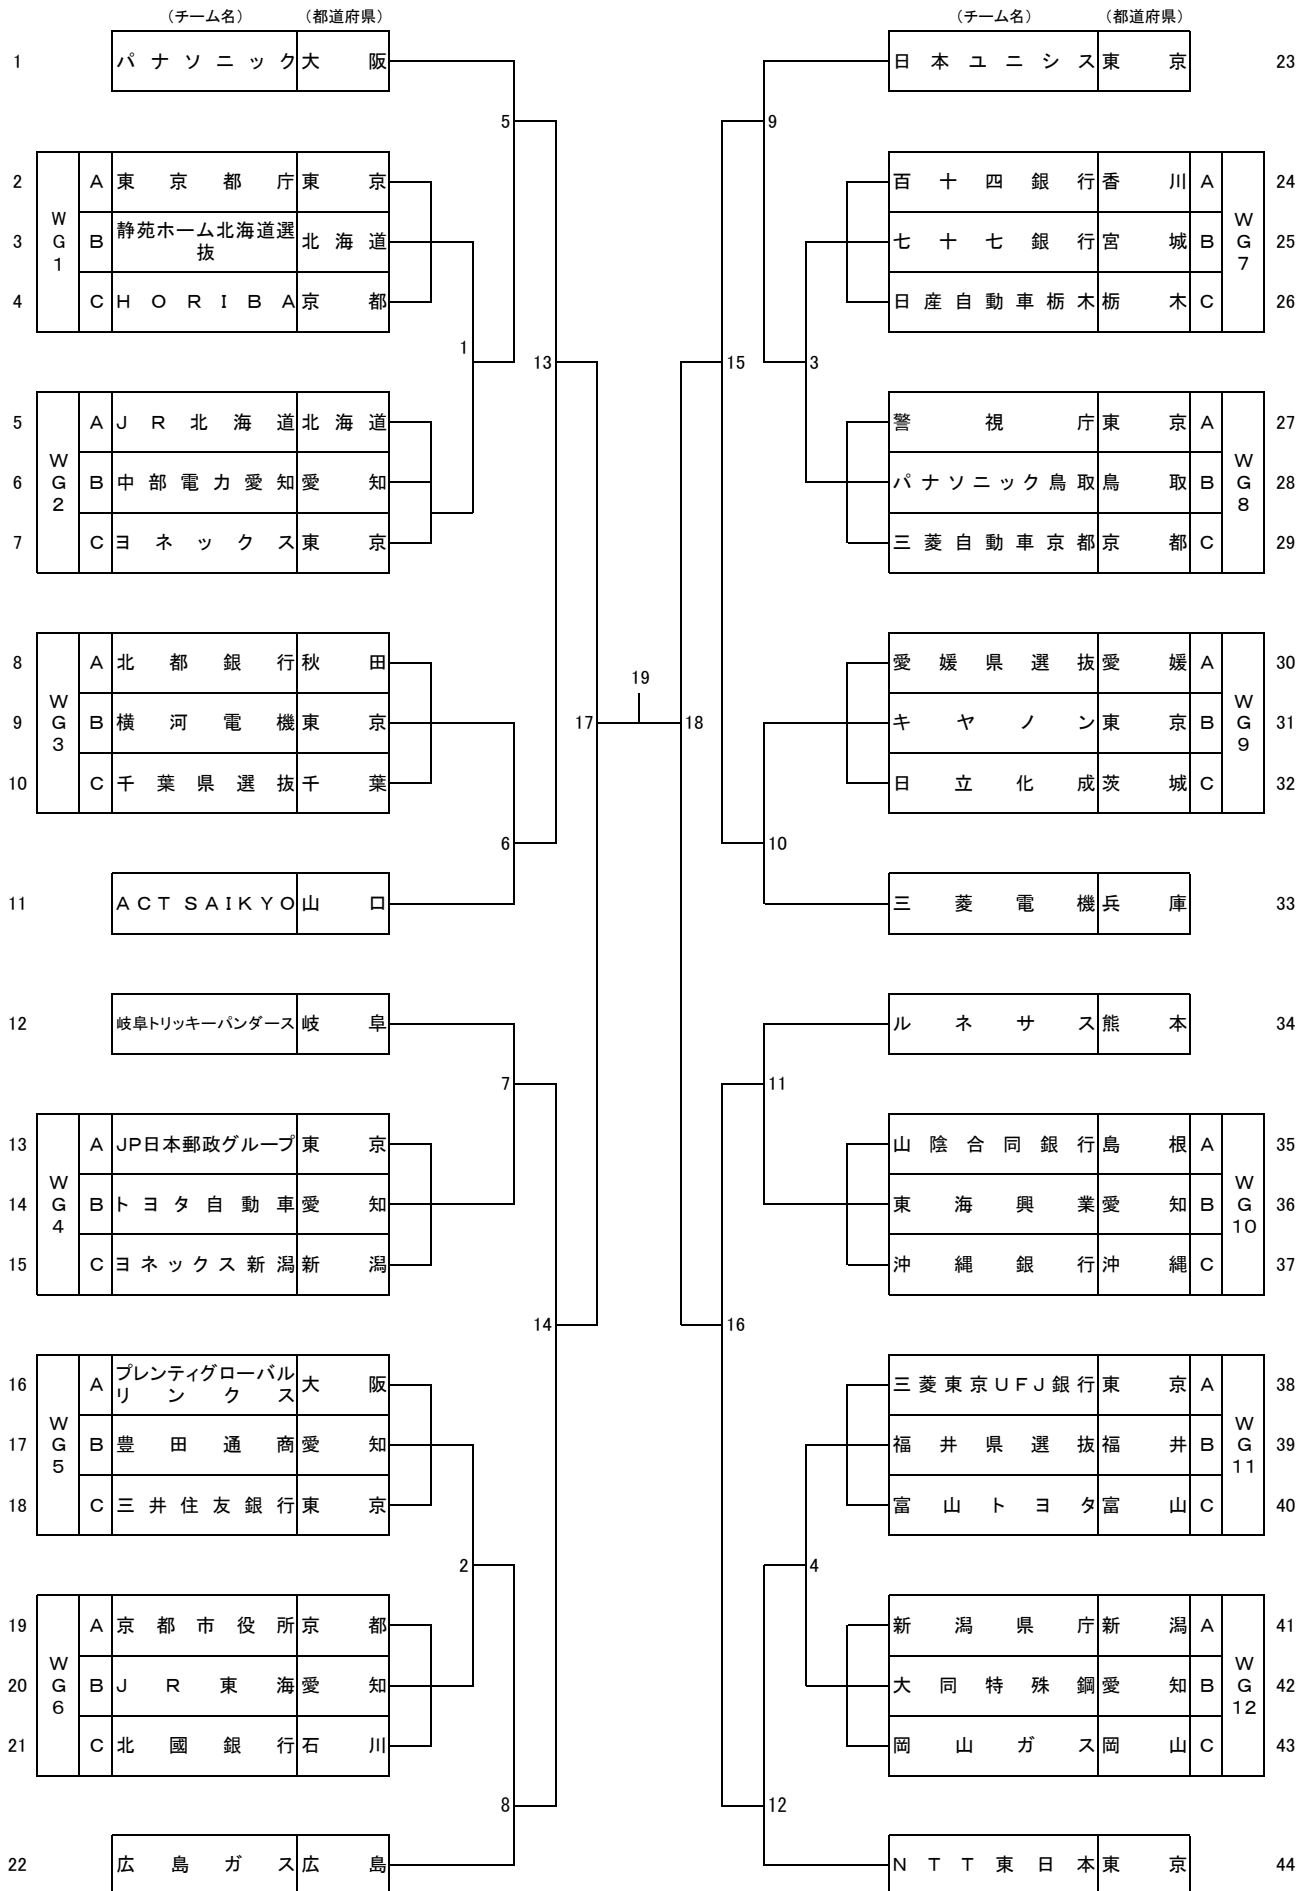 (チーム名) (都道府県)
1 パナソニック 大阪
5
2 A 東京都庁 東京
WG1
3 B 静苑ホーム北海道選抜 北海道
4 C HORIBA 京都
1
13
5 A JR北海道 北海道
WG2
6 B 中部電力愛知 愛知
7 C ヨネックス 東京
8 A 北都銀行 秋田
WG3
9 B 横河電機 東京
17
10 C 千葉県選抜 千葉
6
11 ACT SAIKYO 山口
12 岐阜トリッキーパンダース 岐阜
7
13 A JP日本郵政グループ 東京
WG4
14 B トヨタ自動車 愛知
15 C ヨネックス新潟 新潟
14
16 A プレンティグローバルリンクス 大阪
WG5
17 B 豊田通商 愛知
18 C 三井住友銀行 東京
2
19 A 京都市役所 京都
WG6
20 B JR東海 愛知
21 C 北國銀行 石川
8
22 広島ガス 広島
19
(チーム名) (都道府県)
日本ユニシス 東京 23
9
百十四銀行 香川 A 24
WG7
七十七銀行 宮城 B 25
日産自動車栃木 栃木 C 26
15
3
警視庁 東京 A 27
WG8
パナソニック鳥取 鳥取 B 28
三菱自動車京都 京都 C 29
愛媛県選抜 愛媛 A 30
WG9
キヤノン 東京 B 31
18
日立化成 茨城 C 32
10
三菱電機 兵庫 33
ルネサス 熊本 34
11
山陰合同銀行 島根 A 35
WG10
東海興業 愛知 B 36
沖縄銀行 沖縄 C 37
16
三菱東京UFJ銀行 東京 A 38
WG11
福井県選抜 福井 B 39
富山トヨタ 富山 C 40
4
新潟県庁 新潟 A 41
WG12
大同特殊鋼 愛知 B 42
岡山ガス 岡山 C 43
12
NTT東日本 東京 44